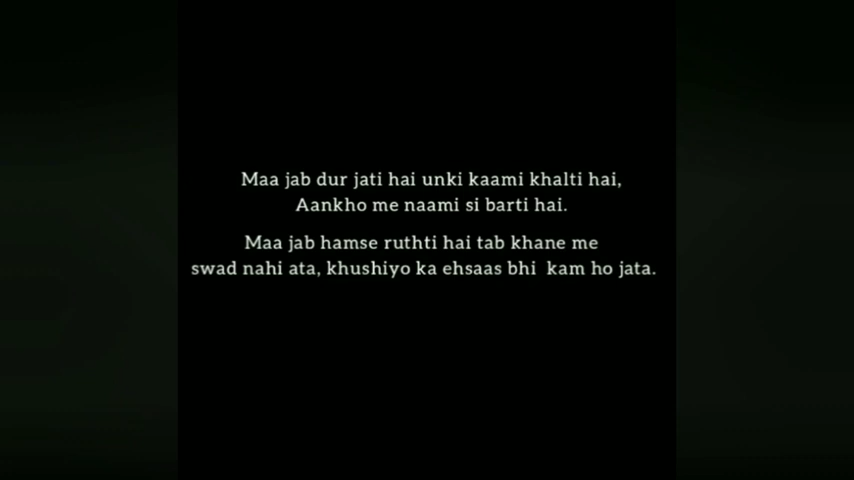 Maa jab dur jati hai unki kaami khalti hai,
Aankho me naami si barti hai.
Maa jab hamse ruthti hai tab khane me
swad nahi ata, khushiyo ka ehsaas bhi  kam ho jata.